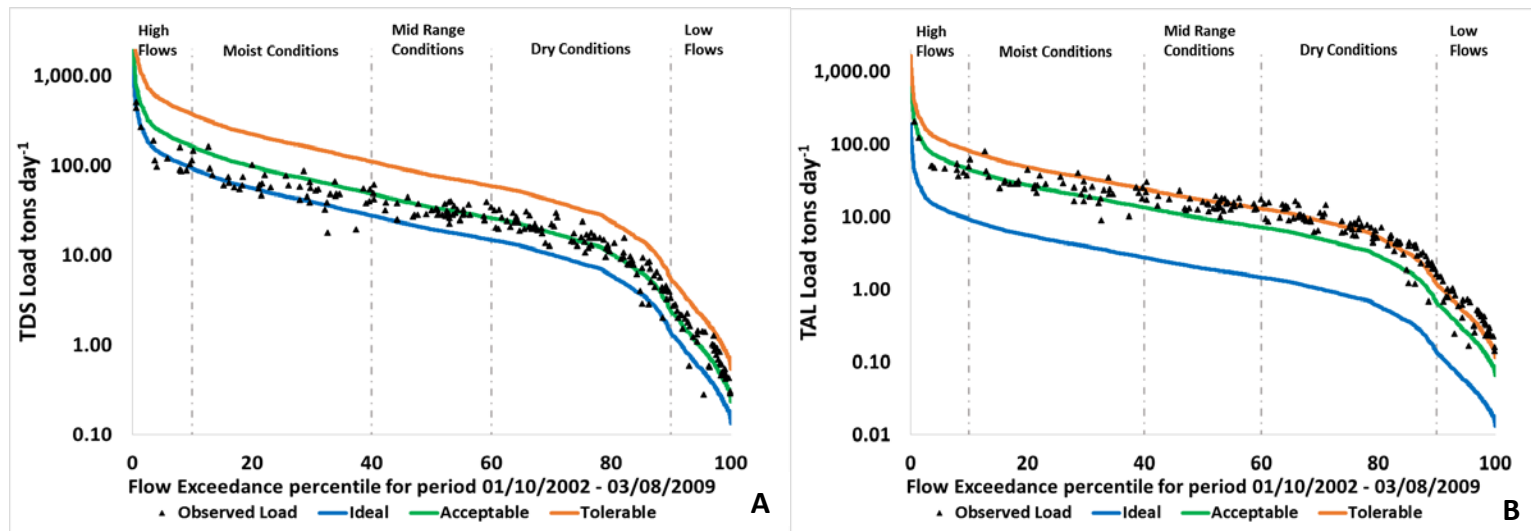 High
Flows
Moist Conditions
Mid Range
Conditions
Dry Conditions
Low
Flows
TDS Load tons day-1
1,000.00
100.00
10.00
1.00
0.10
0 20 40 60 80 100
Flow Exceedance percentile for period 01/10/2002 - 03/08/2009
Observed Load Ideal Acceptable Tolerable
A
High
Flows
Moist Conditions
Mid Range
Conditions
Dry Conditions
Low
Flows
TAL Load tons day-1
1,000.00
100.00
10.00
1.00
0.10
0.01
0 20 40 60 80 100
Flow Exceedance percentile for period 01/10/2002 - 03/08/2009
Observed Load Ideal Acceptable Tolerable
B